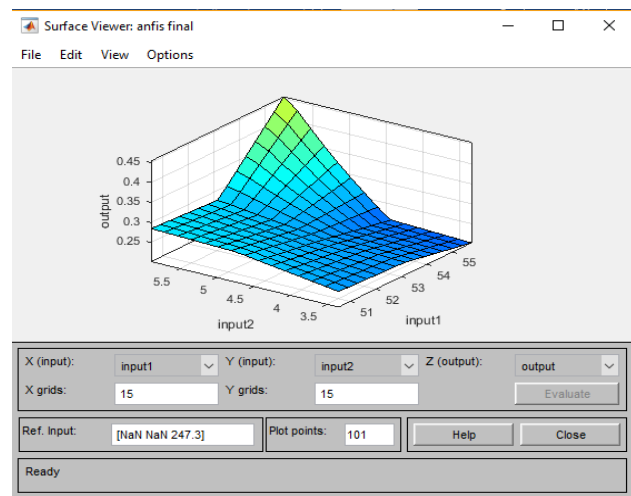 Surface Viewer: anfis final
File Edit View Options
0.45
0.4
0.35
0.3
0.25
output
5.5
5
4.5
4
3.5
input2
51
52
53
54
55
input1
X (input): input1 Y (input): input2 Z (output): output
X grids: 15 Y grids: 15 Evaluate
Ref. Input: [NaN NaN 247.3] Plot points: 101 Help Close
Ready